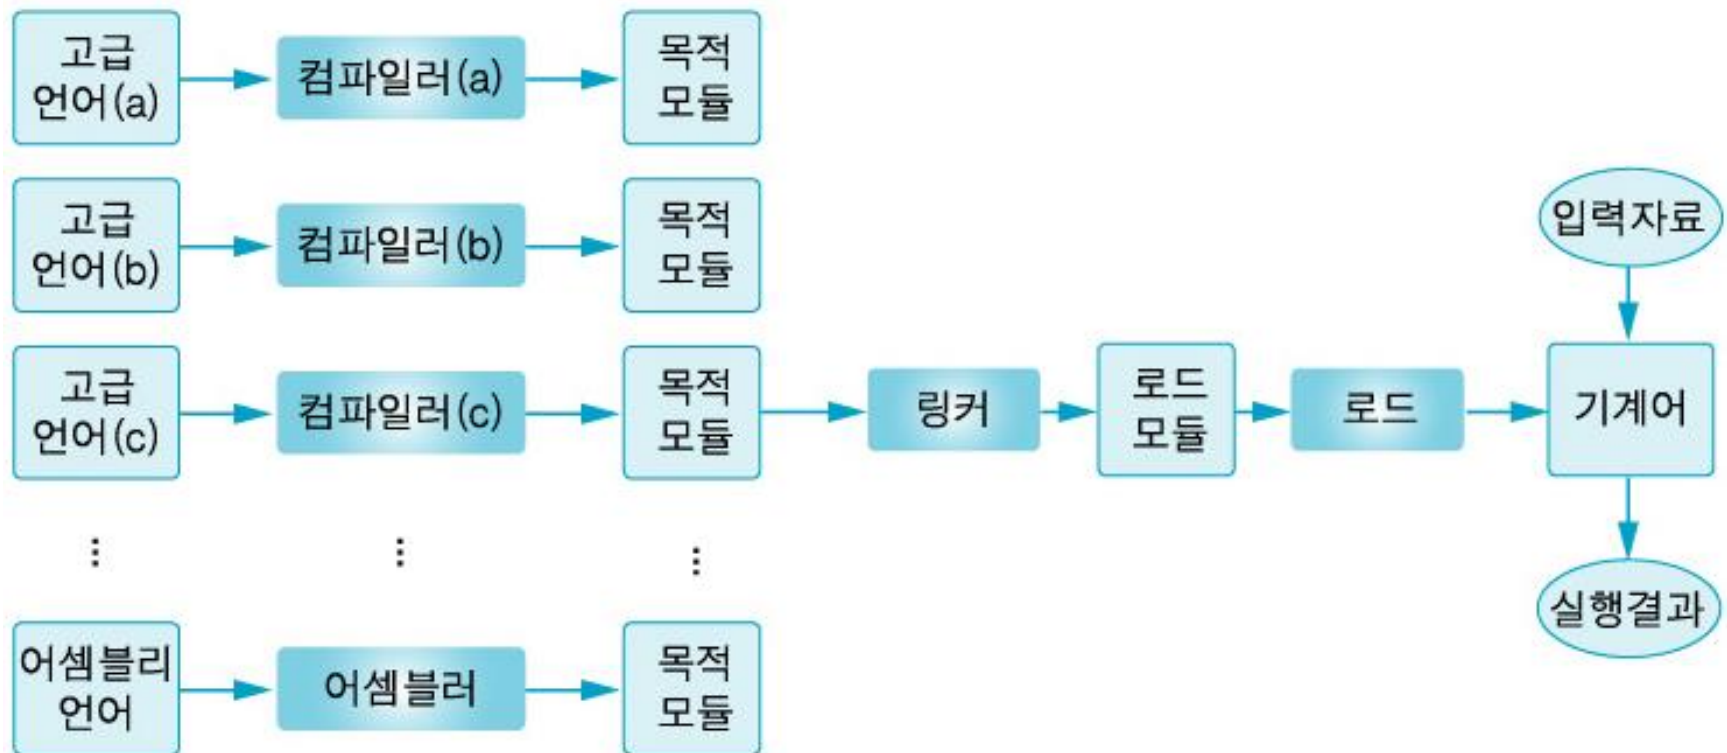 고급
언어(a)
컴파일러(a)
목적
모듈
고급
언어(b)
컴파일러(b)
목적
모듈
고급
언어(c)
컴파일러(c)
목적
모듈
링커
로드
모듈
로드
입력자료
기계어
실행결과
⋮
⋮
⋮
어셈블리
언어
어셈블러
목적
모듈